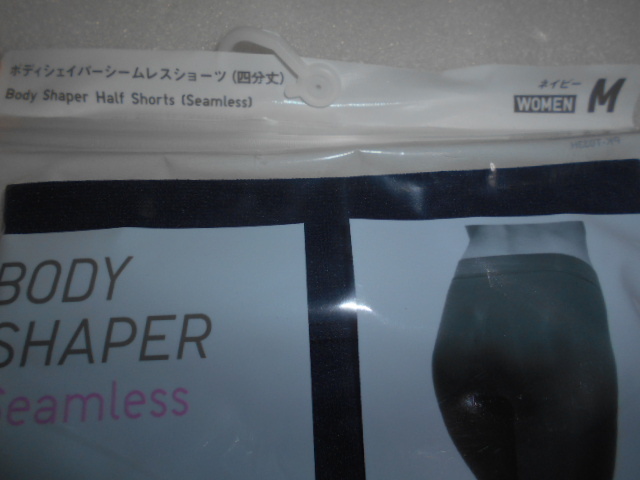 ボディシェイパーシームレスショーツ(四分丈)
Body Shaper Half Shorts (Seamless)
ネイビー
WOMEN M
BODY
SHAPER
Seamless